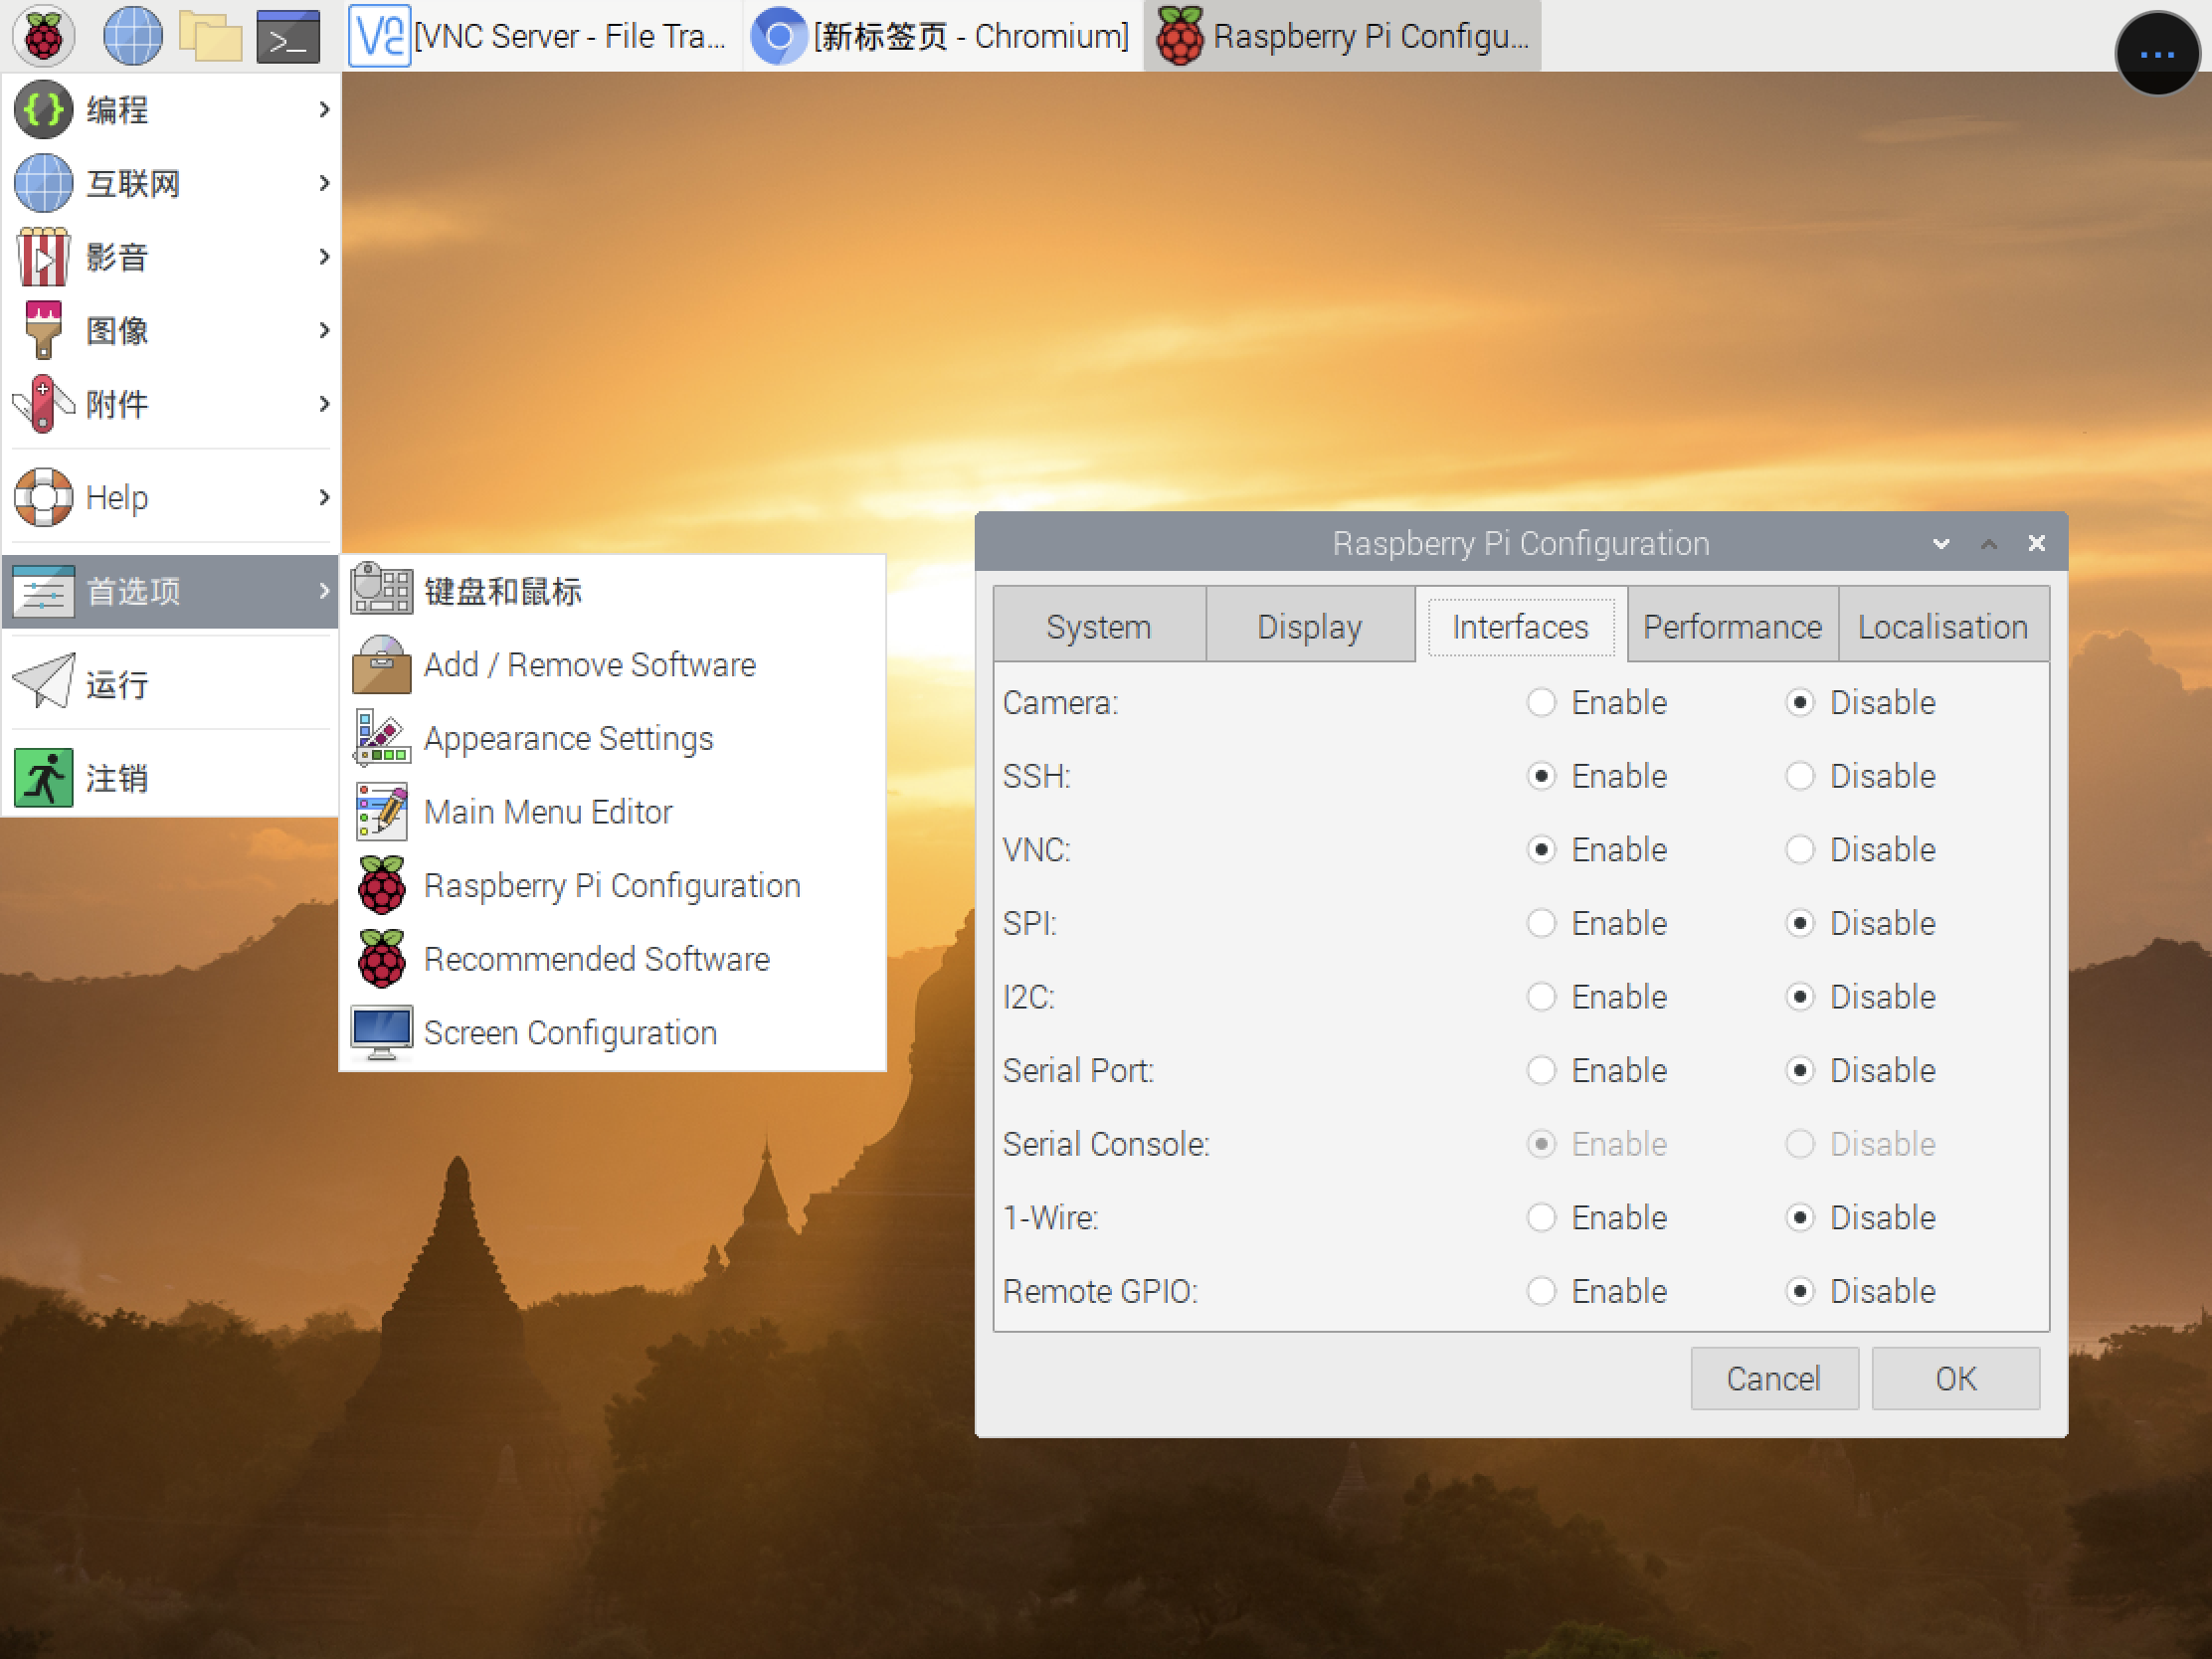 [VNC Server - File Tra...
[新标签页 - Chromium]
Raspberry Pi Configu...
编程
互联网
影音
图像
附件
Help
首选项
运行
注销
键盘和鼠标
Add / Remove Software
Appearance Settings
Main Menu Editor
Raspberry Pi Configuration
Recommended Software
Screen Configuration
Raspberry Pi Configuration
System Display Interfaces Performance Localisation
Camera: Enable Disable
SSH: Enable Disable
VNC: Enable Disable
SPI: Enable Disable
I2C: Enable Disable
Serial Port: Enable Disable
Serial Console: Enable Disable
1-Wire: Enable Disable
Remote GPIO: Enable Disable
Cancel OK